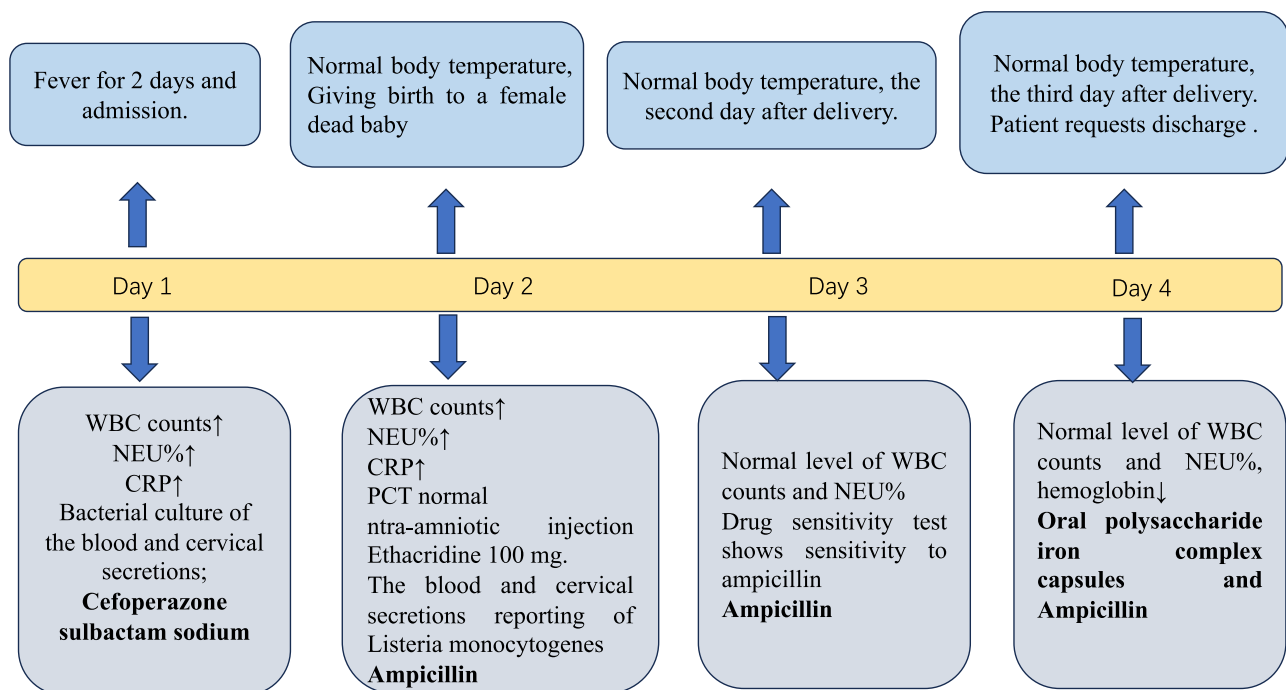 Fever for 2 days and
admission.
Normal body temperature,
Giving birth to a female
dead baby
Normal body temperature, the
second day after delivery.
Normal body temperature,
the third day after delivery.
Patient requests discharge .
Day 1
Day 2
Day 3
Day 4
WBC counts↑
NEU%↑
CRP↑
Bacterial culture of
the blood and cervical
secretions;
Cefoperazone
sulbactam sodium
WBC counts↑
NEU%↑
CRP↑
PCT normal
ntra-amniotic injection
Ethacridine 100 mg.
The blood and cervical
secretions reporting of
Listeria monocytogenes
Ampicillin
Normal level of WBC
counts and NEU%
Drug sensitivity test
shows sensitivity to
ampicillin
Ampicillin
Normal level of WBC
counts and NEU%,
hemoglobin↓
Oral polysaccharide
iron complex
capsules and
Ampicillin